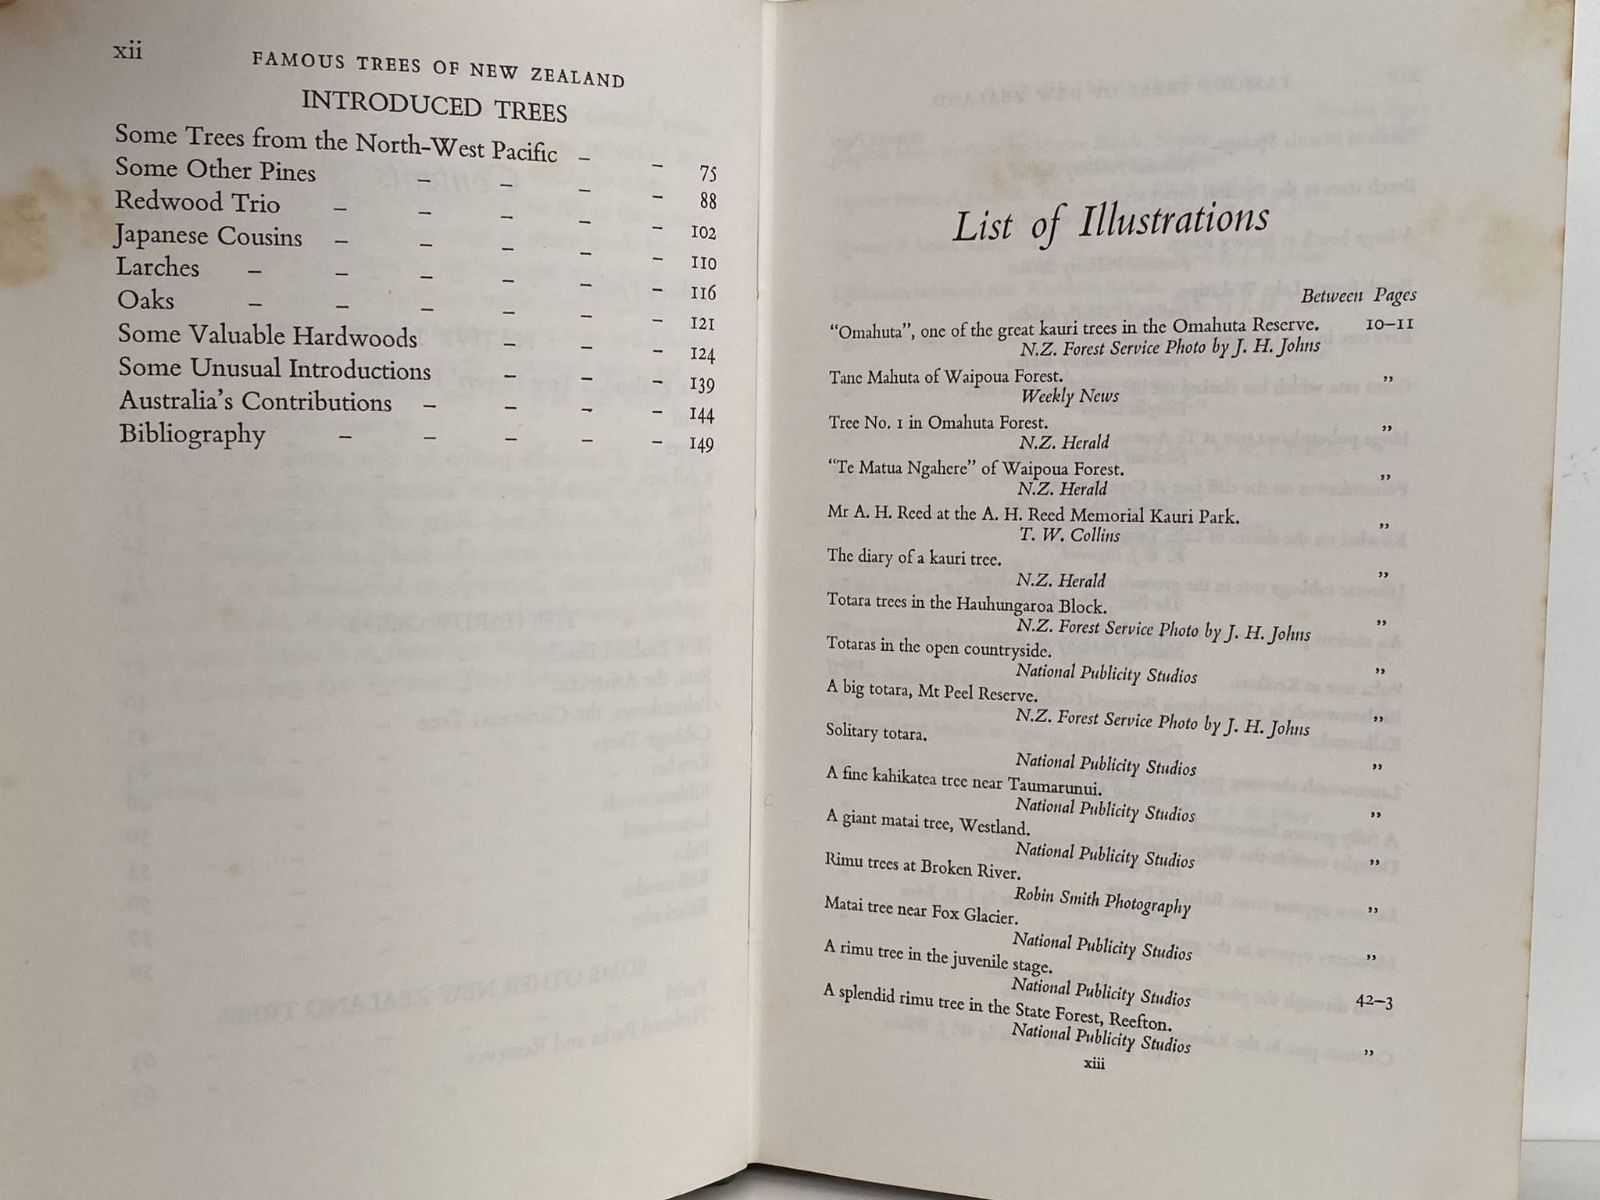 xii
FAMOUS TREES OF NEW ZEALAND
INTRODUCED TREES
Some Trees from the North-West Pacific – – 75
Some Other Pines – – – – 88
Redwood Trio – – – – – 102
Japanese Cousins – – – – – 110
Larches – – – – – – 116
Oaks – – – – – – 121
Some Valuable Hardwoods – – – 124
Some Unusual Introductions – – – 139
Australia's Contributions – – – – 144
Bibliography – – – – – 149
List of Illustrations
Between Pages
"Omahuta", one of the great kauri trees in the Omahuta Reserve. 10–11
N.Z. Forest Service Photo by J. H. Johns
Tane Mahuta of Waipoua Forest. ,,
Weekly News
Tree No. 1 in Omahuta Forest. ,,
N.Z. Herald
"Te Matua Ngahere" of Waipoua Forest. ,,
N.Z. Herald
Mr A. H. Reed at the A. H. Reed Memorial Kauri Park. ,,
T. W. Collins
The diary of a kauri tree. ,,
N.Z. Herald
Totara trees in the Hauhungaroa Block. ,,
N.Z. Forest Service Photo by J. H. Johns
Totaras in the open countryside. ,,
National Publicity Studios
A big totara, Mt Peel Reserve. ,,
N.Z. Forest Service Photo by J. H. Johns
Solitary totara. ,,
National Publicity Studios
A fine kahikatea tree near Taumarunui. ,,
National Publicity Studios
A giant matai tree, Westland. ,,
National Publicity Studios
Rimu trees at Broken River. ,,
Robin Smith Photography
Matai tree near Fox Glacier. ,,
National Publicity Studios
A rimu tree in the juvenile stage. 42–3
National Publicity Studios
A splendid rimu tree in the State Forest, Reefton. ,,
National Publicity Studios
xiii